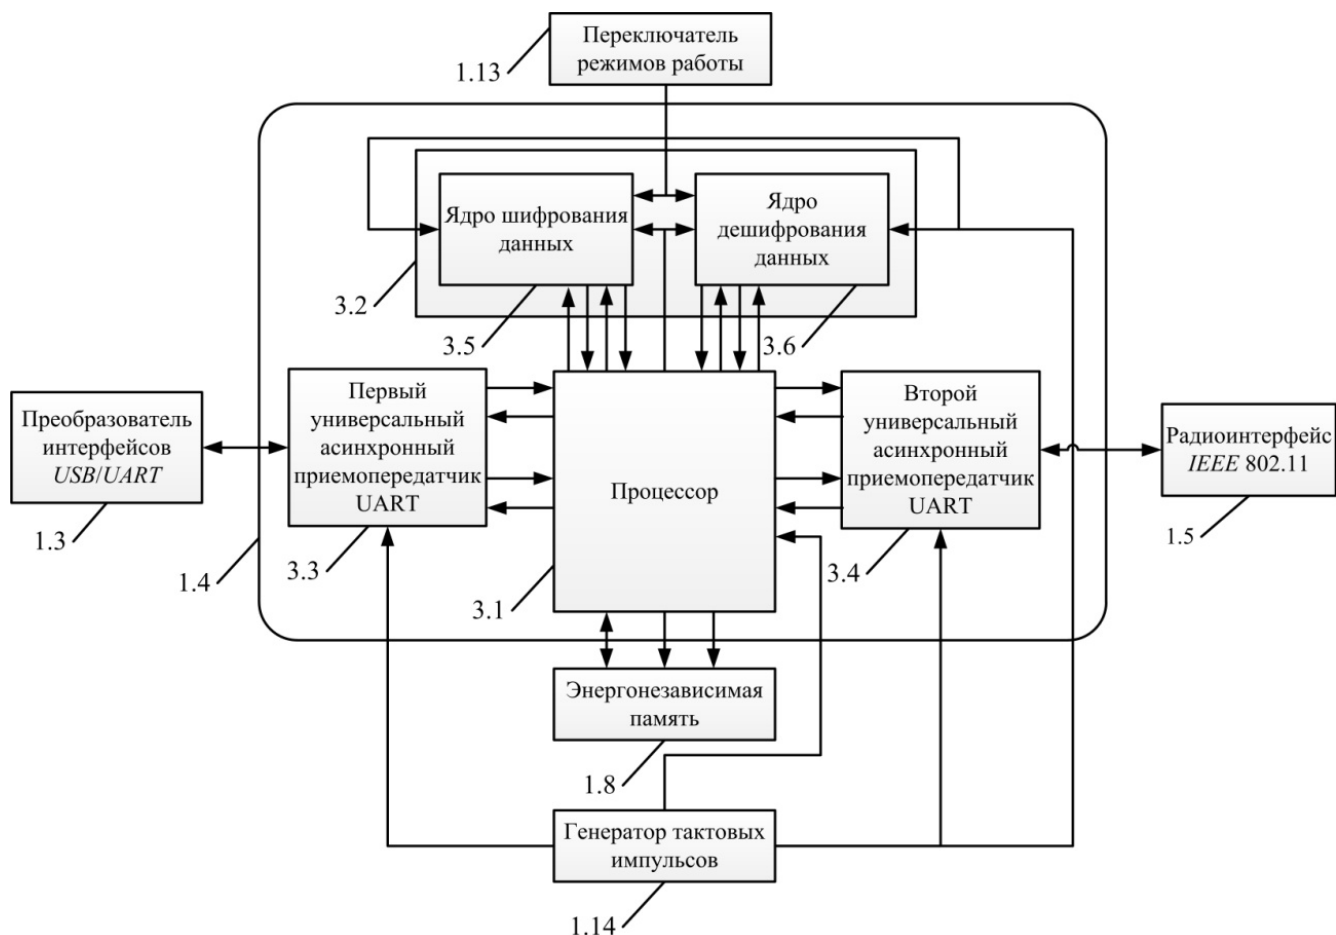 Переключатель
режимов работы
1.13
Ядро шифрования
данных
Ядро
дешифрования
данных
3.2
3.5
3.6
Преобразователь
интерфейсов
USB/UART
1.3
Первый
универсальный
асинхронный
приемопередатчик
UART
3.3
1.4
Процессор
3.1
Второй
универсальный
асинхронный
приемопередатчик
UART
3.4
Радиоинтерфейс
IEEE 802.11
1.5
Энергонезависимая
память
1.8
Генератор тактовых
импульсов
1.14